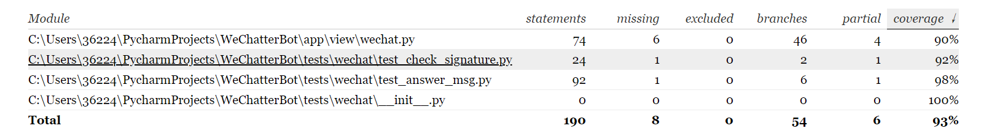 Module statements missing excluded branches partial coverage ↓
C:\Users\36224\PycharmProjects\WeChatterBot\app\view\wechat.py 74 6 0 46 4 90%
C:\Users\36224\PycharmProjects\WeChatterBot\tests\wechat\test_check_signature.py 24 1 0 2 1 92%
C:\Users\36224\PycharmProjects\WeChatterBot\tests\wechat\test_answer_msg.py 92 1 0 6 1 98%
C:\Users\36224\PycharmProjects\WeChatterBot\tests\wechat\__init__.py 0 0 0 0 0 100%
Total 190 8 0 54 6 93%